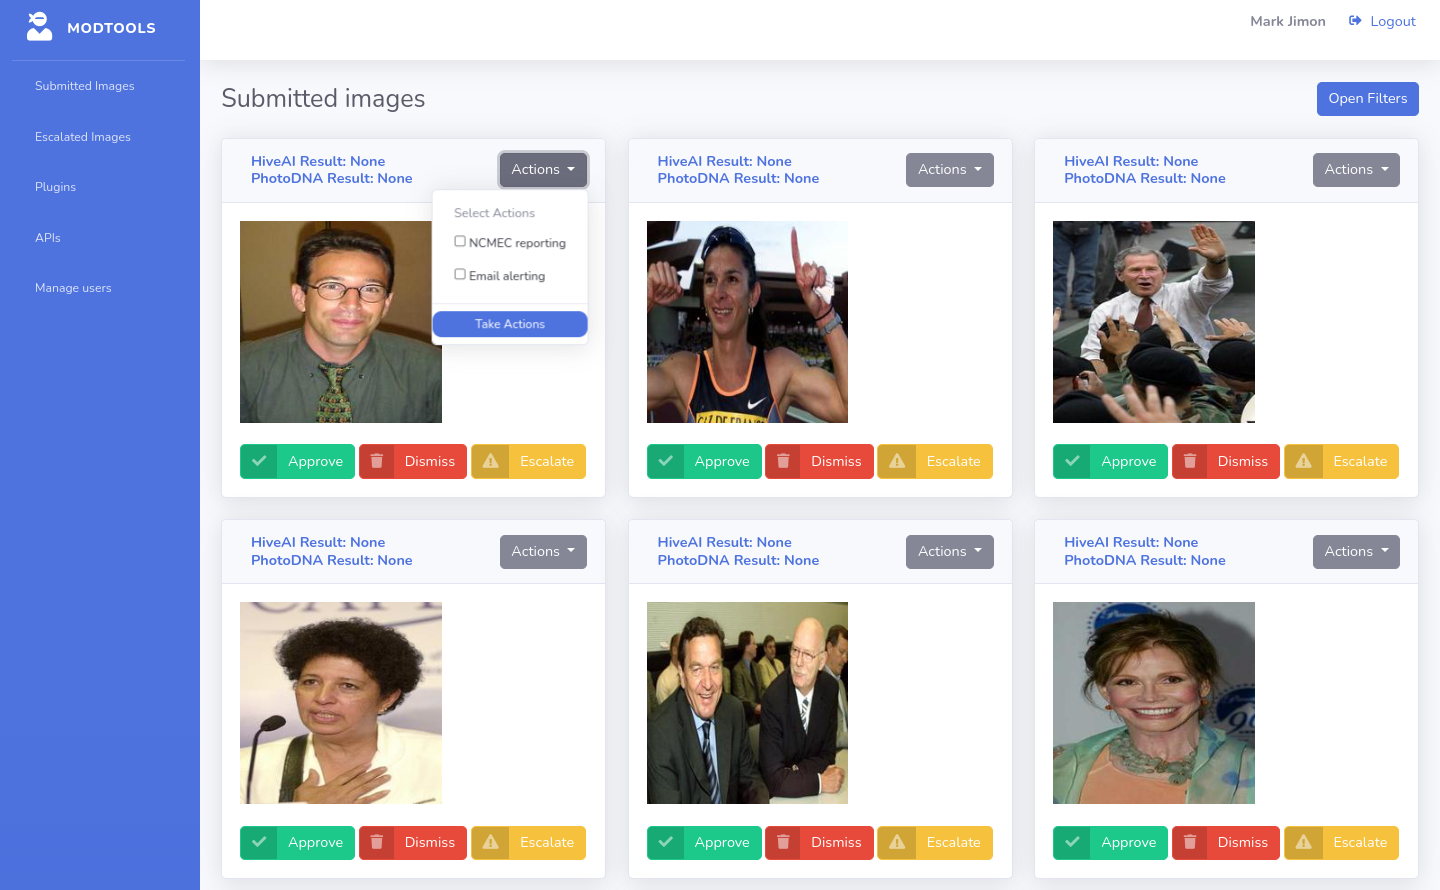 MODTOOLS
Mark Jimon
Logout
Submitted Images
Escalated Images
Plugins
APIs
Manage users
Submitted images
Open Filters
HiveAI Result: None
PhotoDNA Result: None
Actions
Select Actions
NCMEC reporting
Email alerting
Take Actions
Approve
Dismiss
Escalate
HiveAI Result: None
PhotoDNA Result: None
Actions
Approve
Dismiss
Escalate
HiveAI Result: None
PhotoDNA Result: None
Actions
Approve
Dismiss
Escalate
HiveAI Result: None
PhotoDNA Result: None
Actions
Approve
Dismiss
Escalate
HiveAI Result: None
PhotoDNA Result: None
Actions
Approve
Dismiss
Escalate
HiveAI Result: None
PhotoDNA Result: None
Actions
Approve
Dismiss
Escalate